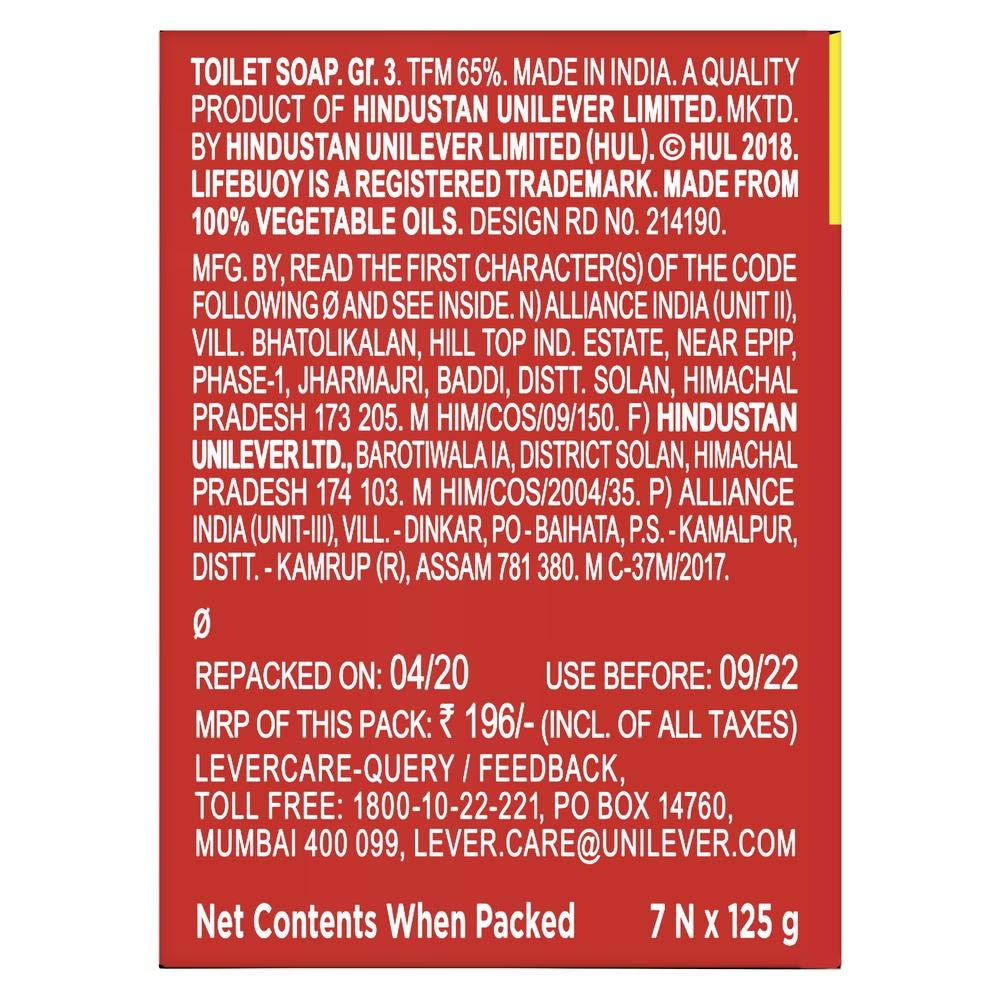 TOILET SOAP. Gr. 3. TFM 65%. MADE IN INDIA. A QUALITY
PRODUCT OF HINDUSTAN UNILEVER LIMITED. MKTD.
BY HINDUSTAN UNILEVER LIMITED (HUL). © HUL 2018.
LIFEBUOY IS A REGISTERED TRADEMARK. MADE FROM
100% VEGETABLE OILS. DESIGN RD No. 214190.
MFG. BY, READ THE FIRST CHARACTER(S) OF THE CODE
FOLLOWING Ø AND SEE INSIDE. N) ALLIANCE INDIA (UNIT II),
VILL. BHATOLIKALAN, HILL TOP IND. ESTATE, NEAR EPIP,
PHASE-1, JHARMAJRI, BADDI, DISTT. SOLAN, HIMACHAL
PRADESH 173 205. M HIM/COS/09/150. F) HINDUSTAN
UNILEVER LTD., BAROTIWALA IA, DISTRICT SOLAN, HIMACHAL
PRADESH 174 103. M HIM/COS/2004/35. P) ALLIANCE
INDIA (UNIT-III), VILL. - DINKAR, PO - BAIHATA, P.S. - KAMALPUR,
DISTT. - KAMRUP (R), ASSAM 781 380. M C-37M/2017.
Ø
REPACKED ON: 04/20 USE BEFORE: 09/22
MRP OF THIS PACK: ₹ 196/- (INCL. OF ALL TAXES)
LEVERCARE-QUERY / FEEDBACK,
TOLL FREE: 1800-10-22-221, PO BOX 14760,
MUMBAI 400 099, LEVER.CARE@UNILEVER.COM
Net Contents When Packed 7 N x 125 g